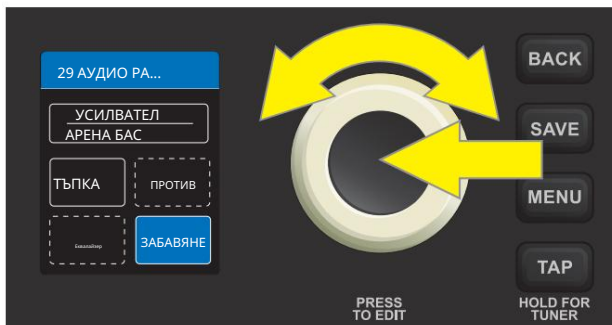 29 АУДИО РА...
УСИЛВАТЕЛ
АРЕНА БАС
ТЪПКА
ПРОТИВ
Еквалайзер
ЗАБАВЯНЕ
BACK
SAVE
MENU
TAP
PRESS
TO EDIT
HOLD FOR
TUNER